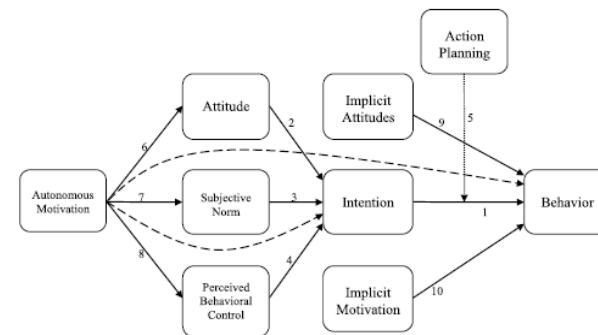 Action
Planning
Attitude
Implicit
Attitudes
9
5
2
6
Autonomous
Motivation
7
Subjective
Norm
3
Intention
1
Behavior
8
4
Perceived
Behavioral
Control
Implicit
Motivation
10